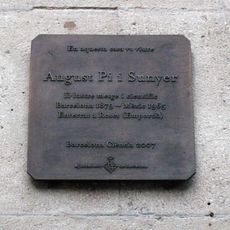 En aquesta casa va viure
August Pi i Sunyer
Il·lustre metge i científic
Barcelona 1879 – Mèxic 1965
Enterrat a Roses (Empordà)
Barcelona Ciència 2007